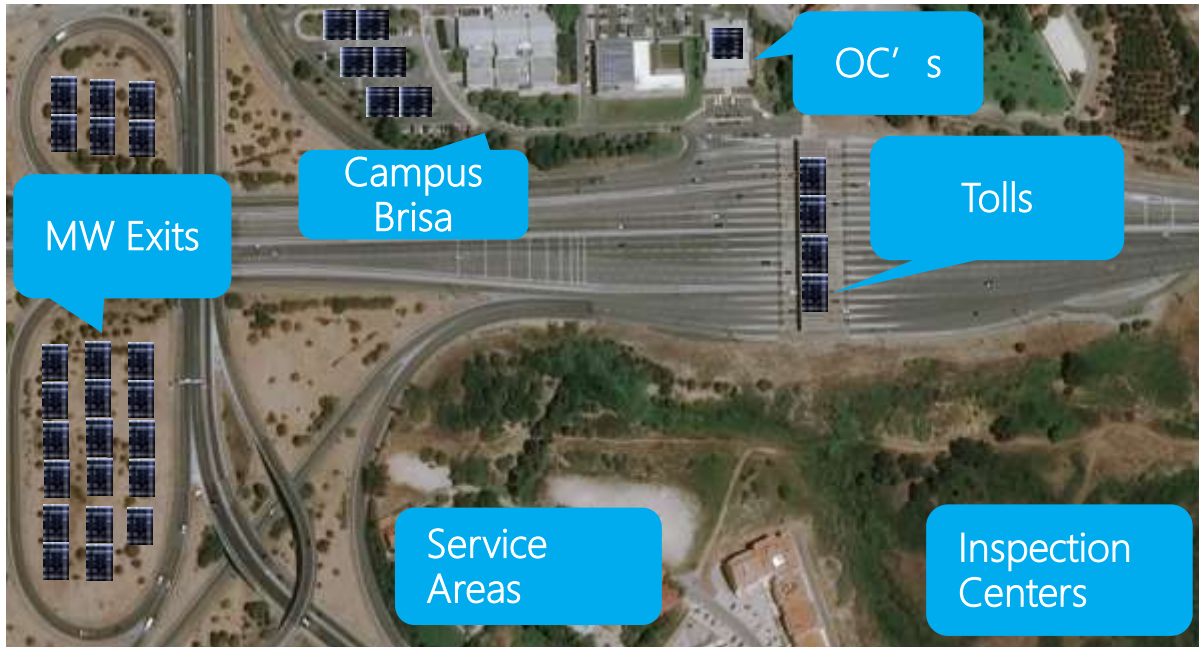 OC’ s
Campus
Brisa
Tolls
MW Exits
Service
Areas
Inspection
Centers